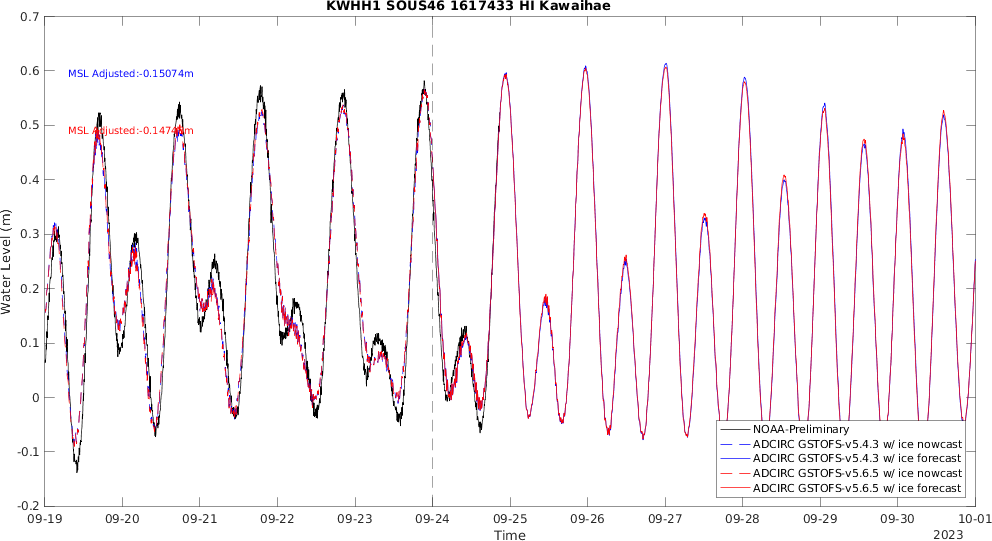 KWHH1 SOUS46 1617433 HI Kawaihae
0.7
0.6
0.5
0.4
0.3
0.2
0.1
0
-0.1
-0.2
Water Level (m)
MSL Adjusted:-0.15074m
MSL Adjusted:-0.1474
NOAA-Preliminary
ADCIRC GSTOFS-v5.4.3 w/ ice nowcast
ADCIRC GSTOFS-v5.4.3 w/ ice forecast
ADCIRC GSTOFS-v5.6.5 w/ ice nowcast
ADCIRC GSTOFS-v5.6.5 w/ ice forecast
09-19 09-20 09-21 09-22 09-23 09-24 09-25 09-26 09-27 09-28 09-29 09-30 10-01
Time
2023